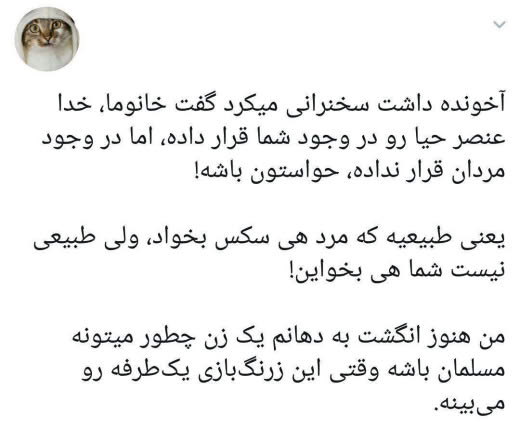 آخونده داشت سخنرانی میکرد گفت خانوما، خدا
عنصر حیا رو در وجود شما قرار داده، اما در وجود
مردان قرار نداده، حواستون باشه!
یعنی طبیعیه که مرد هی سکس بخواد، ولی طبیعی
نیست شما هی بخواین!
من هنوز انگشت به دهانم یک زن چطور میتونه
مسلمان باشه وقتی این زرنگ‌بازی یک‌طرفه رو
می‌بینه.